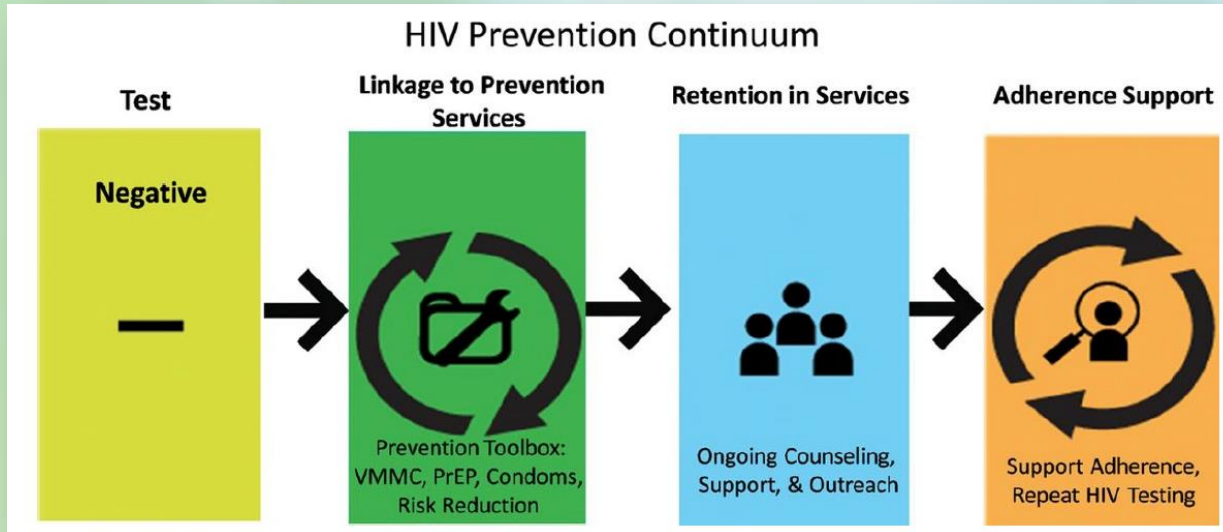 HIV Prevention Continuum
Test
Negative
Linkage to Prevention
Services
Prevention Toolbox:
VMMC, PrEP, Condoms,
Risk Reduction
Retention in Services
Ongoing Counseling,
Support, & Outreach
Adherence Support
Support Adherence,
Repeat HIV Testing